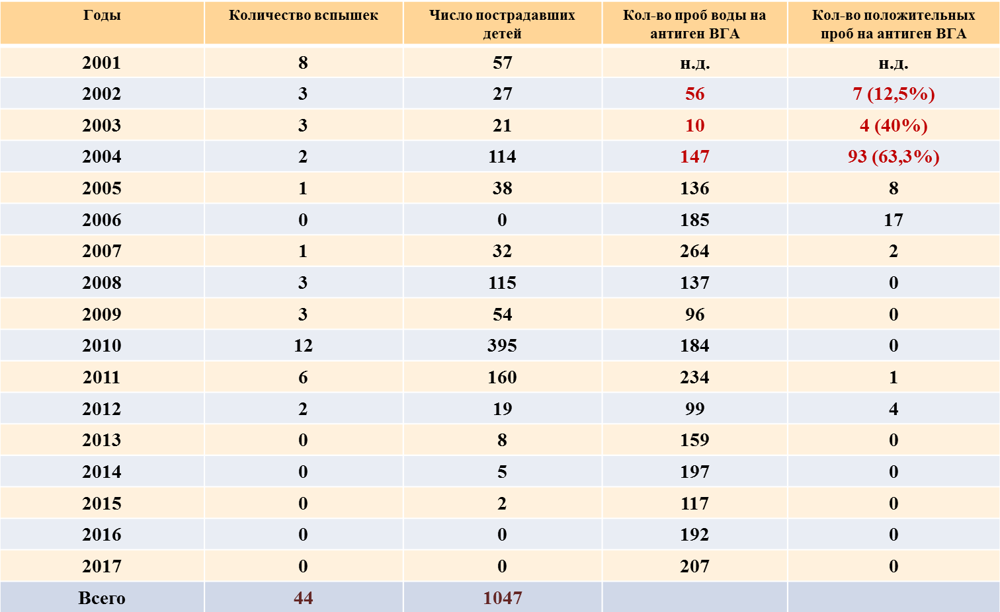 Годы Количество вспышек Число пострадавших детей Кол-во проб воды на антиген ВГА Кол-во положительных проб на антиген ВГА
2001 8 57 н.д. н.д.
2002 3 27 56 7 (12,5%)
2003 3 21 10 4 (40%)
2004 2 114 147 93 (63,3%)
2005 1 38 136 8
2006 0 0 185 17
2007 1 32 264 2
2008 3 115 137 0
2009 3 54 96 0
2010 12 395 184 0
2011 6 160 234 1
2012 2 19 99 4
2013 0 8 159 0
2014 0 5 197 0
2015 0 2 117 0
2016 0 0 192 0
2017 0 0 207 0
Всего 44 1047